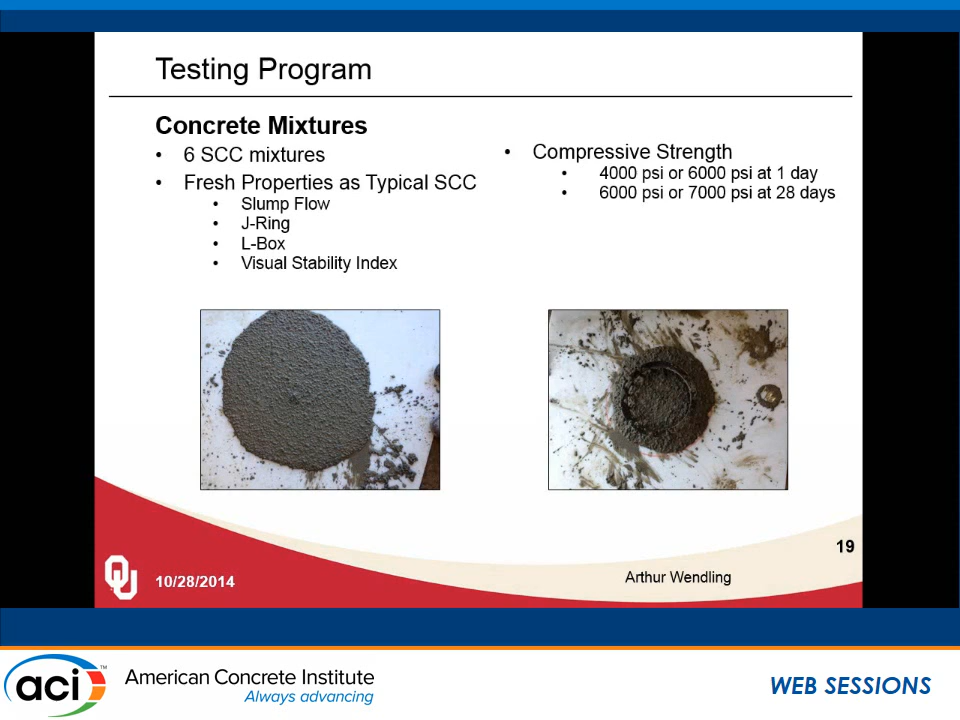 Testing Program
Concrete Mixtures
• 6 SCC mixtures
• Fresh Properties as Typical SCC
• Slump Flow
• J-Ring
• L-Box
• Visual Stability Index
• Compressive Strength
• 4000 psi or 6000 psi at 1 day
• 6000 psi or 7000 psi at 28 days
19
OU
10/28/2014
Arthur Wendling
aci™
American Concrete Institute
Always advancing
WEB SESSIONS